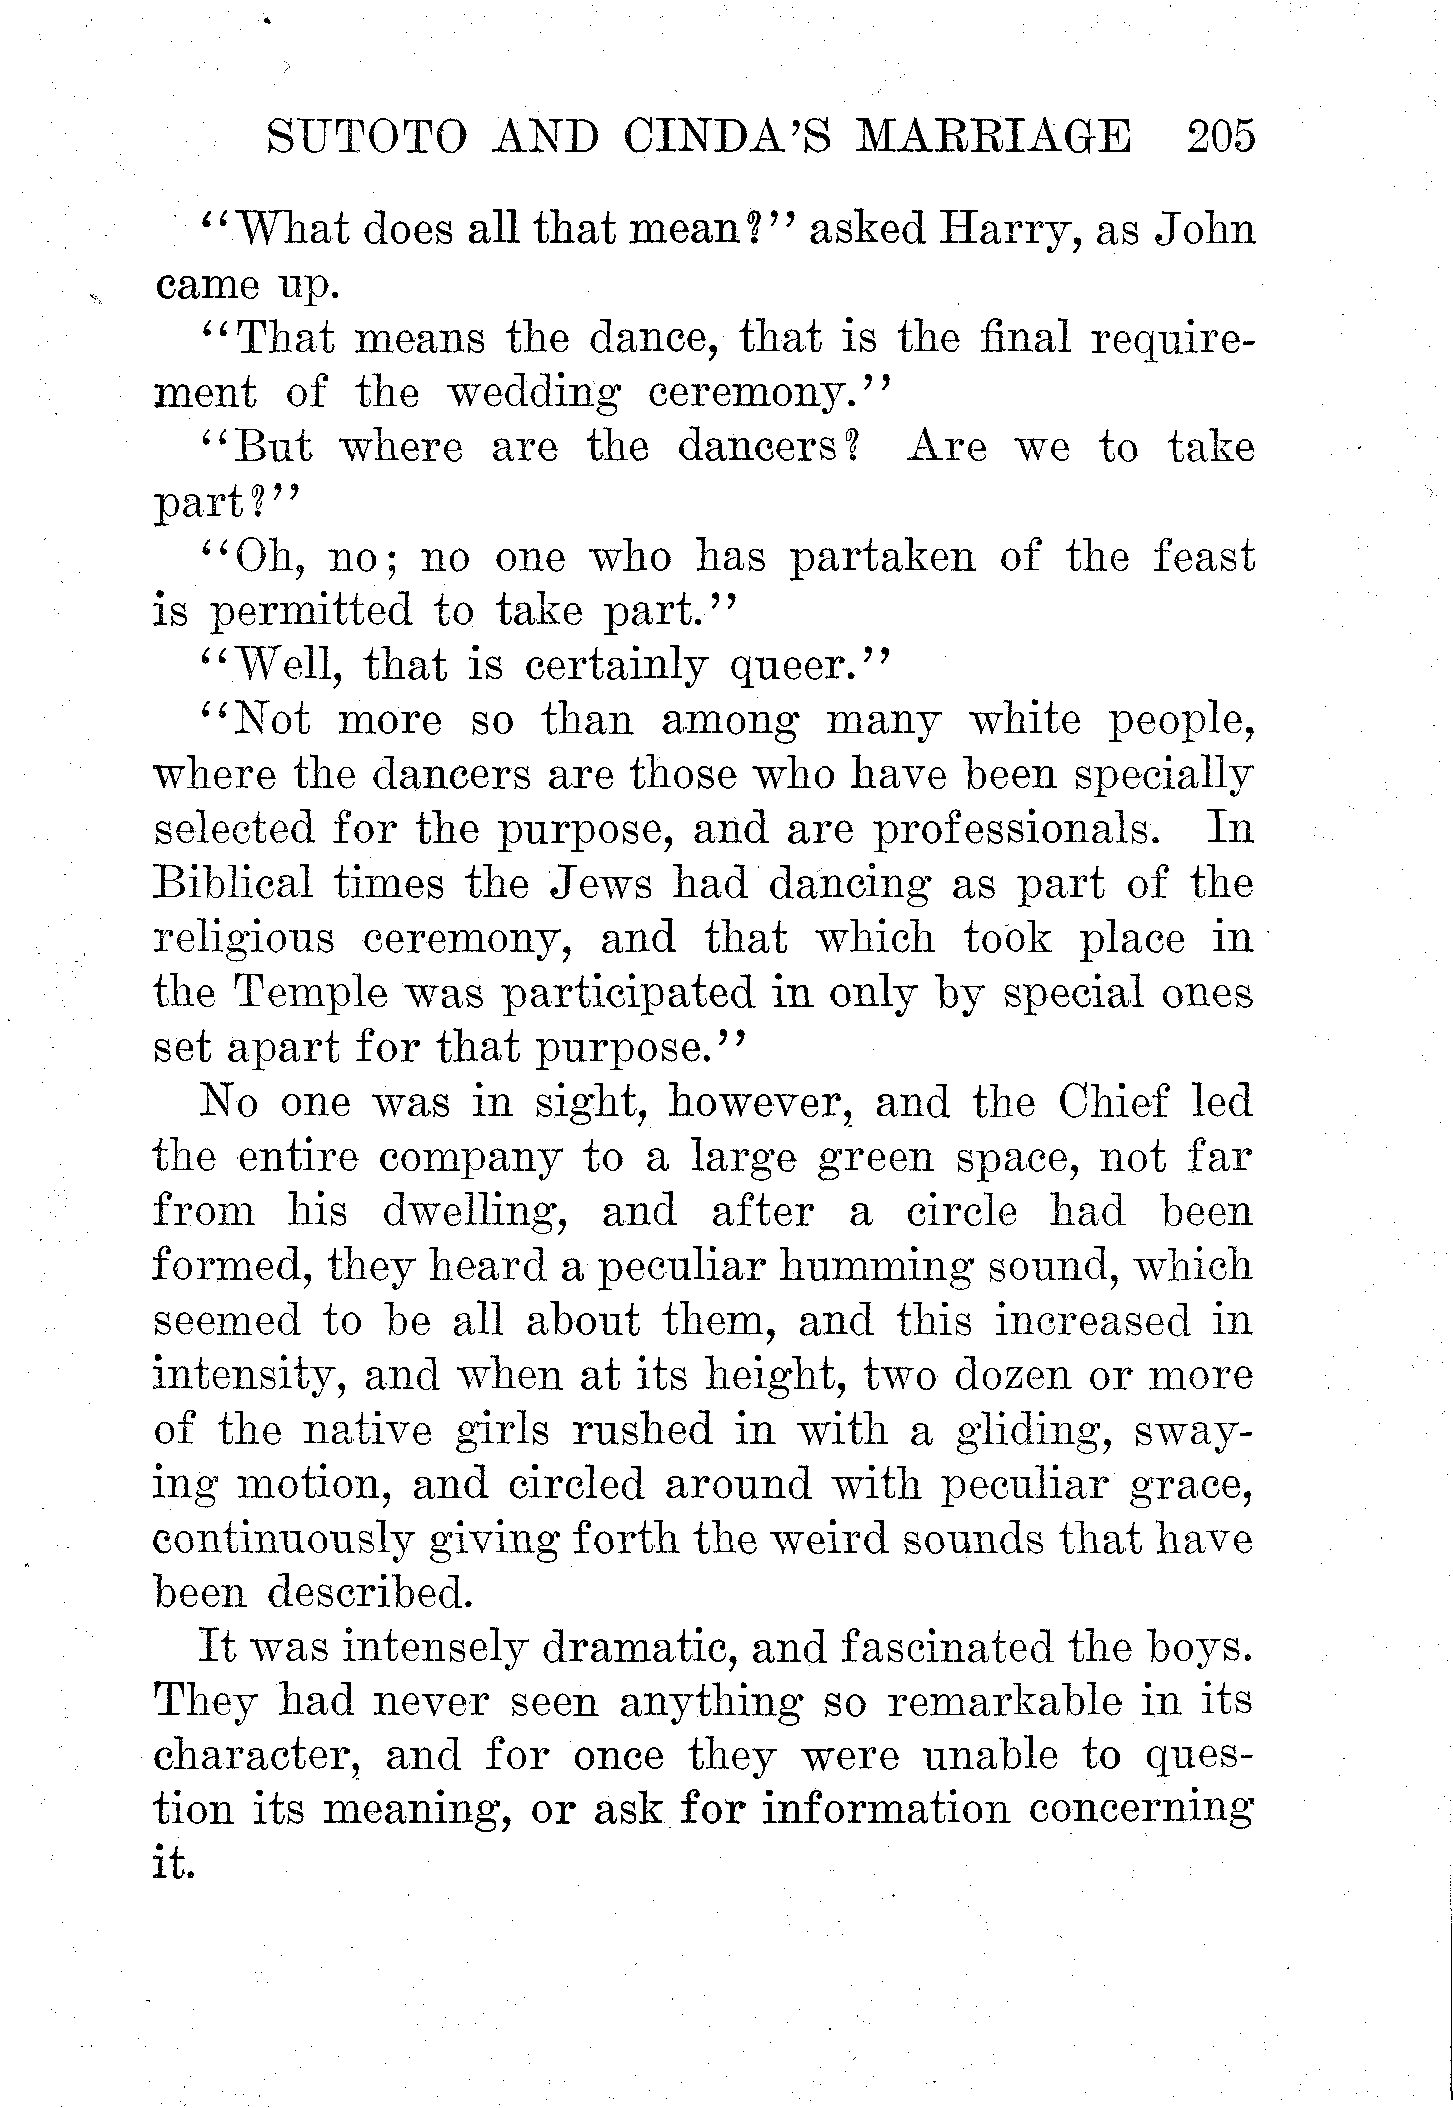 SUTOTO AND CINDA'S MARRIAGE 205
"What does all that mean?" asked Harry, as John
came up.
"That means the dance, that is the final require-
ment of the wedding ceremony."
"But where are the dancers? Are we to take
part?"
"Oh, no; no one who has partaken of the feast
is permitted to take part."
"Well, that is certainly queer."
"Not more so than among many white people,
where the dancers are those who have been specially
selected for the purpose, and are professionals. In
Biblical times the Jews had dancing as part of the
religious ceremony, and that which took place in
the Temple was participated in only by special ones
set apart for that purpose."
No one was in sight, however, and the Chief led
the entire company to a large green space, not far
from his dwelling, and after a circle had been
formed, they heard a peculiar humming sound, which
seemed to be all about them, and this increased in
intensity, and when at its height, two dozen or more
of the native girls rushed in with a gliding, sway-
ing motion, and circled around with peculiar grace,
continuously giving forth the weird sounds that have
been described.
It was intensely dramatic, and fascinated the boys.
They had never seen anything so remarkable in its
character, and for once they were unable to ques-
tion its meaning, or ask for information concerning
it.